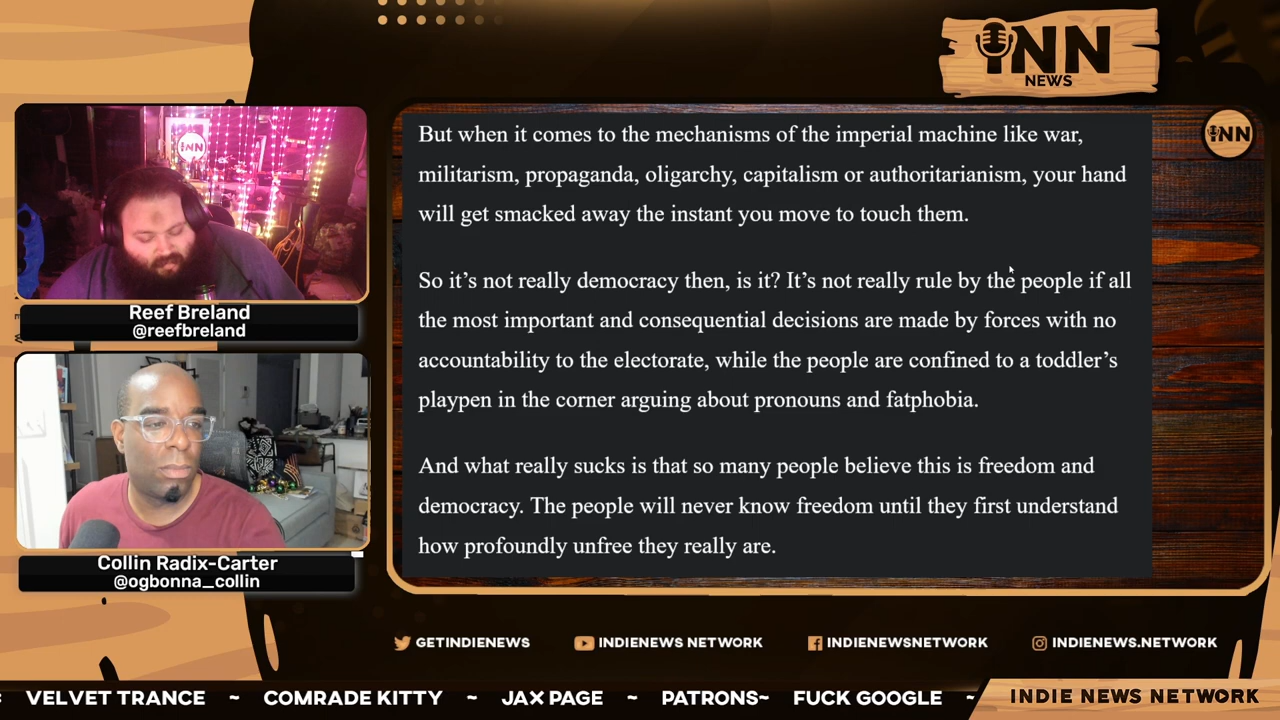 INN
NEWS
INN
INN
But when it comes to the mechanisms of the imperial machine like war,
militarism, propaganda, oligarchy, capitalism or authoritarianism, your hand
will get smacked away the instant you move to touch them.
So it’s not really democracy then, is it? It’s not really rule by the people if all
the most important and consequential decisions are made by forces with no
accountability to the electorate, while the people are confined to a toddler’s
playpen in the corner arguing about pronouns and fatphobia.
And what really sucks is that so many people believe this is freedom and
democracy. The people will never know freedom until they first understand
how profoundly unfree they really are.
Reef Breland
@reefbreland
Collin Radix-Carter
@ogbonna_collin
GETINDIENEWS
INDIENEWS NETWORK
INDIENEWSNETWORK
INDIENEWS.NETWORK
VELVET TRANCE ~ COMRADE KITTY ~ JAX PAGE ~ PATRONS~ FUCK GOOGLE ~
INDIE NEWS NETWORK